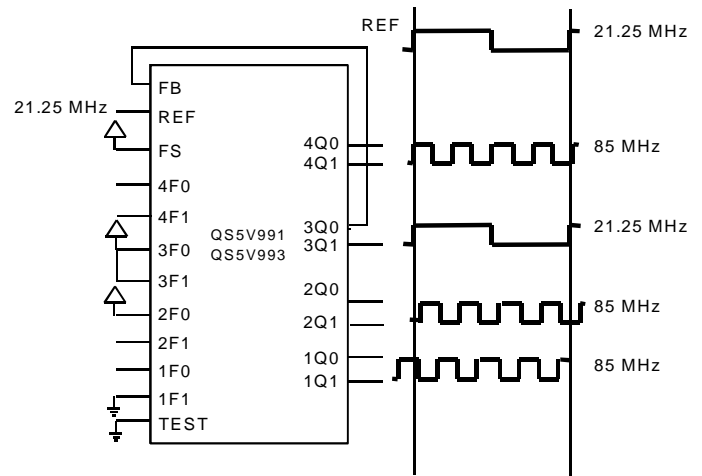 REF
21.25 MHz
FB
21.25 MHz
REF
FS
4Q0
4Q1
85 MHz
4F0
4F1
3F0
3F1
QS5V991
QS5V993
3Q0
3Q1
21.25 MHz
2F0
2F1
2Q0
2Q1
85 MHz
1F0
1F1
1Q0
1Q1
85 MHz
TEST